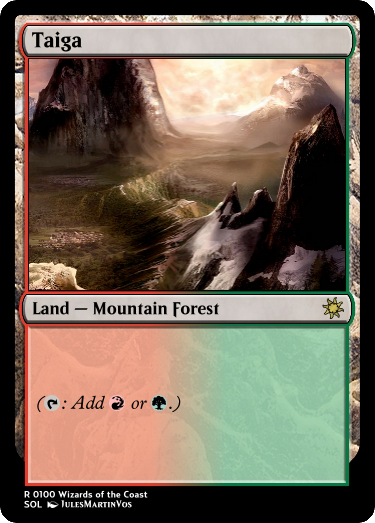 Taiga
Land — Mountain Forest
(: Add  or .)
R 0100 Wizards of the Coast
SOL JulesMartinVos